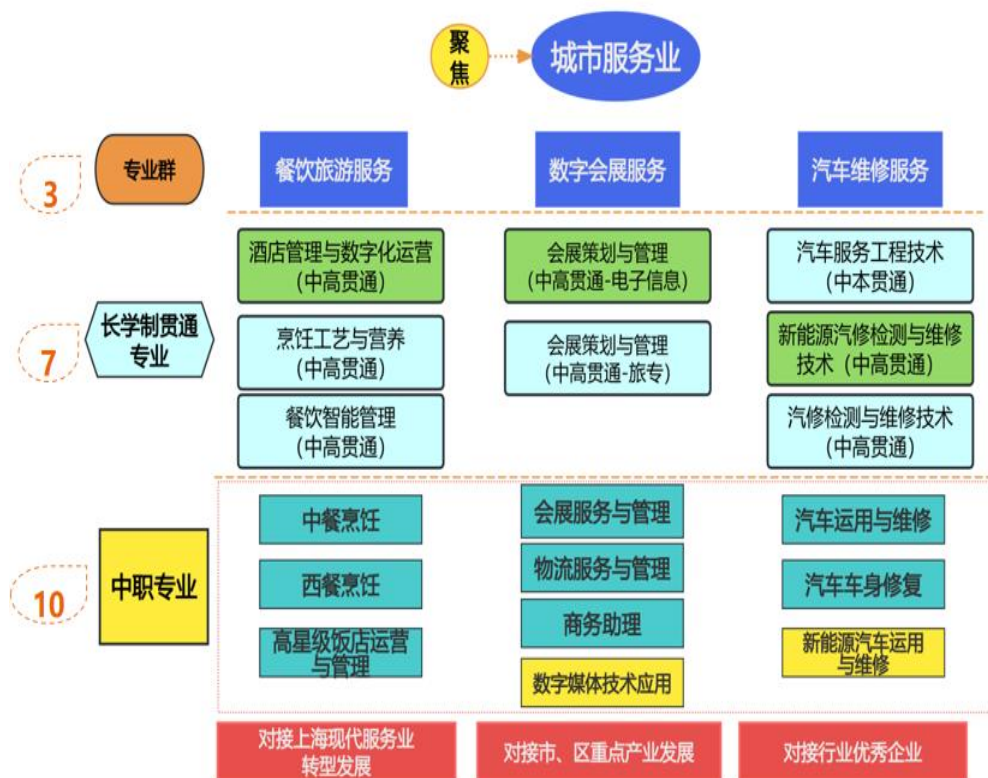 聚
焦
城市服务业
3
专业群
餐饮旅游服务
数字会展服务
汽车维修服务
7
长学制贯通
专业
酒店管理与数字化运营
(中高贯通)
会展策划与管理
(中高贯通-电子信息)
汽车服务工程技术
(中本贯通)
烹饪工艺与营养
(中高贯通)
会展策划与管理
(中高贯通-旅专)
新能源汽修检测与维修
技术（中高贯通)
餐饮智能管理
(中高贯通)
汽修检测与维修技术
(中高贯通)
10
中职专业
中餐烹饪
会展服务与管理
汽车运用与维修
西餐烹饪
物流服务与管理
汽车车身修复
高星级饭店运营
与管理
商务助理
新能源汽车运用
与维修
数字媒体技术应用
对接上海现代服务业
转型发展
对接市、区重点产业发展
对接行业优秀企业